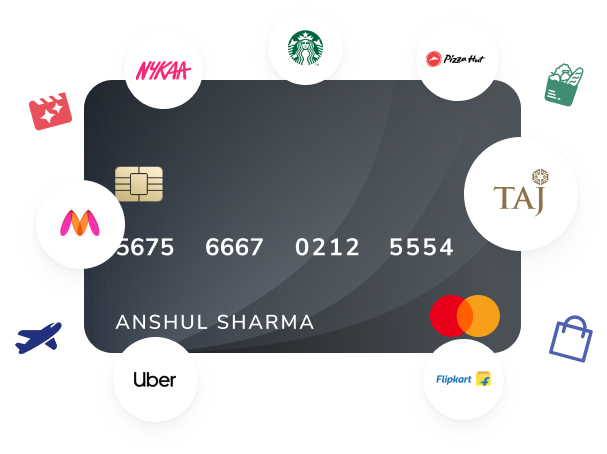 NYKAA
Pizza Hut
TAJ
5675 6667 0212 5554
ANSHUL SHARMA
Uber
Flipkart